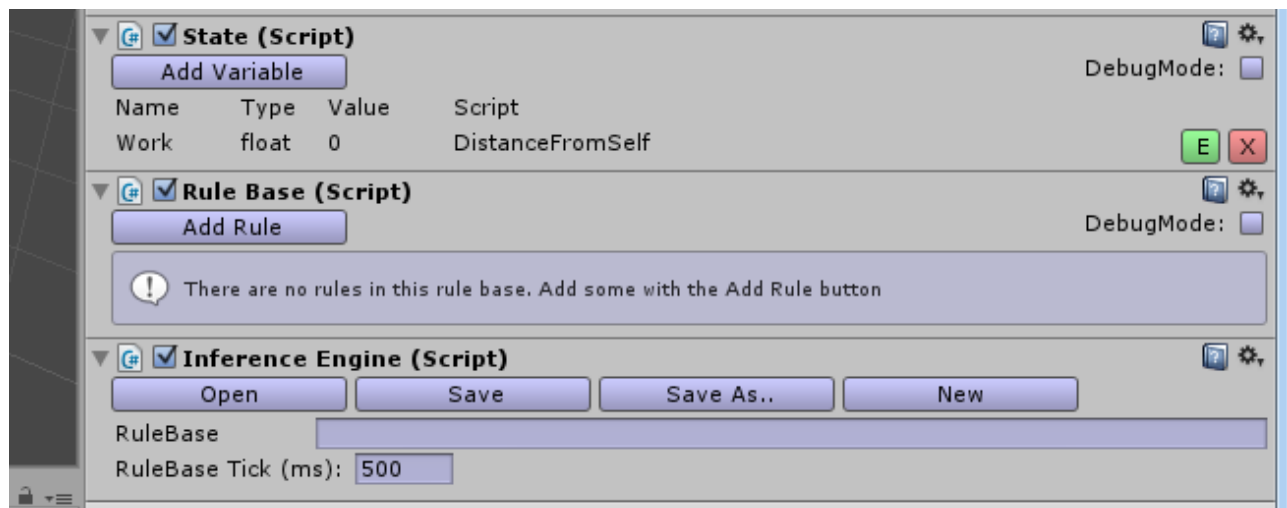 State (Script)
Add Variable DebugMode:
Name Type Value Script
Work float 0 DistanceFromSelf E X
Rule Base (Script)
Add Rule DebugMode:
There are no rules in this rule base. Add some with the Add Rule button
Inference Engine (Script)
Open Save Save As.. New
RuleBase
RuleBase Tick (ms): 500